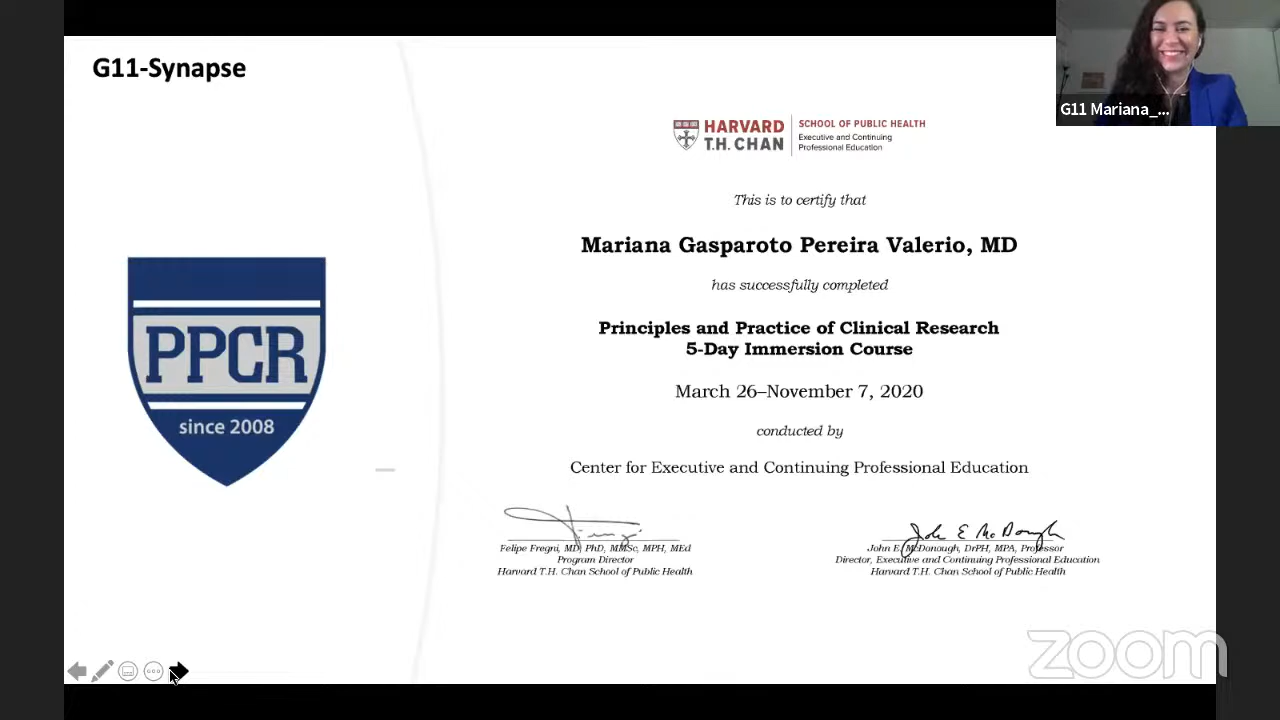 G11-Synapse
G11 Mariana_...
HARVARD
T.H. CHAN
SCHOOL OF PUBLIC HEALTH
Executive and Continuing
Professional Education
This is to certify that
Mariana Gasparoto Pereira Valerio, MD
has successfully completed
Principles and Practice of Clinical Research
5-Day Immersion Course
March 26–November 7, 2020
conducted by
Center for Executive and Continuing Professional Education
PPCR
since 2008
Felipe Fregni, MD, PhD, MMSc, MPH, MEd
Program Director
Harvard T.H. Chan School of Public Health
John E McDonough
John E. McDonaugh, DrPH, MPA, Professor
Director, Executive and Continuing Professional Education
Harvard T.H. Chan School of Public Health
zoom